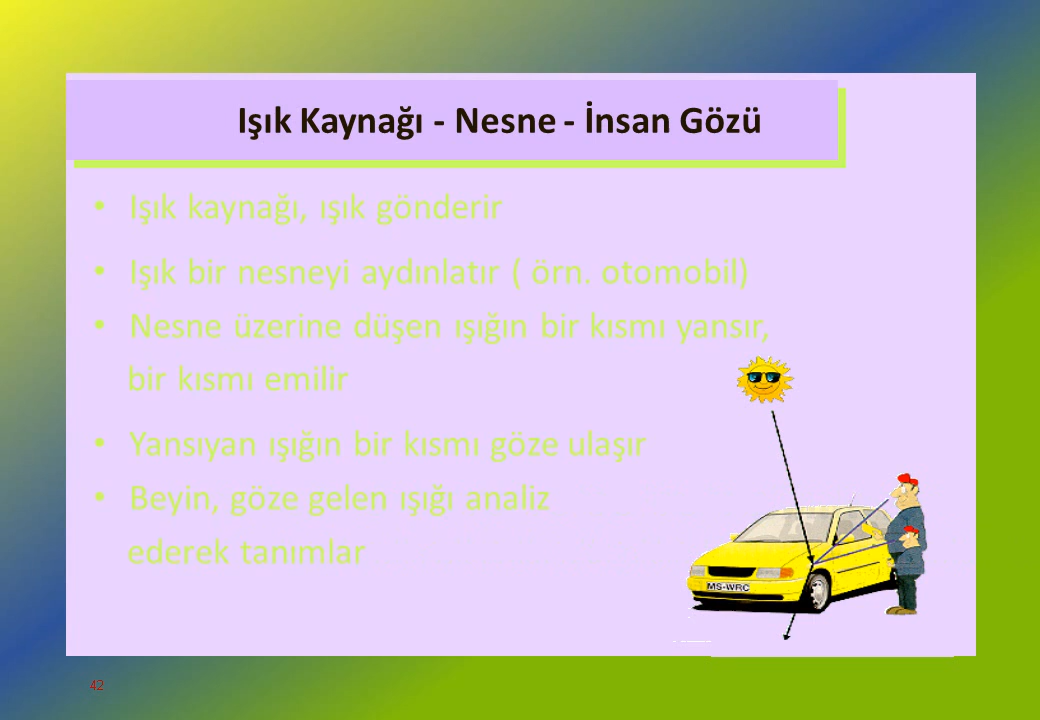 Işık Kaynağı - Nesne - İnsan Gözü
• Işık kaynağı, ışık gönderir
• Işık bir nesneyi aydınlatır ( örn. otomobil)
• Nesne üzerine düşen ışığın bir kısmı yansır,
bir kısmı emilir
• Yansıyan ışığın bir kısmı göze ulaşır
• Beyin, göze gelen ışığı analiz
ederek tanımlar
MS-WRC
42